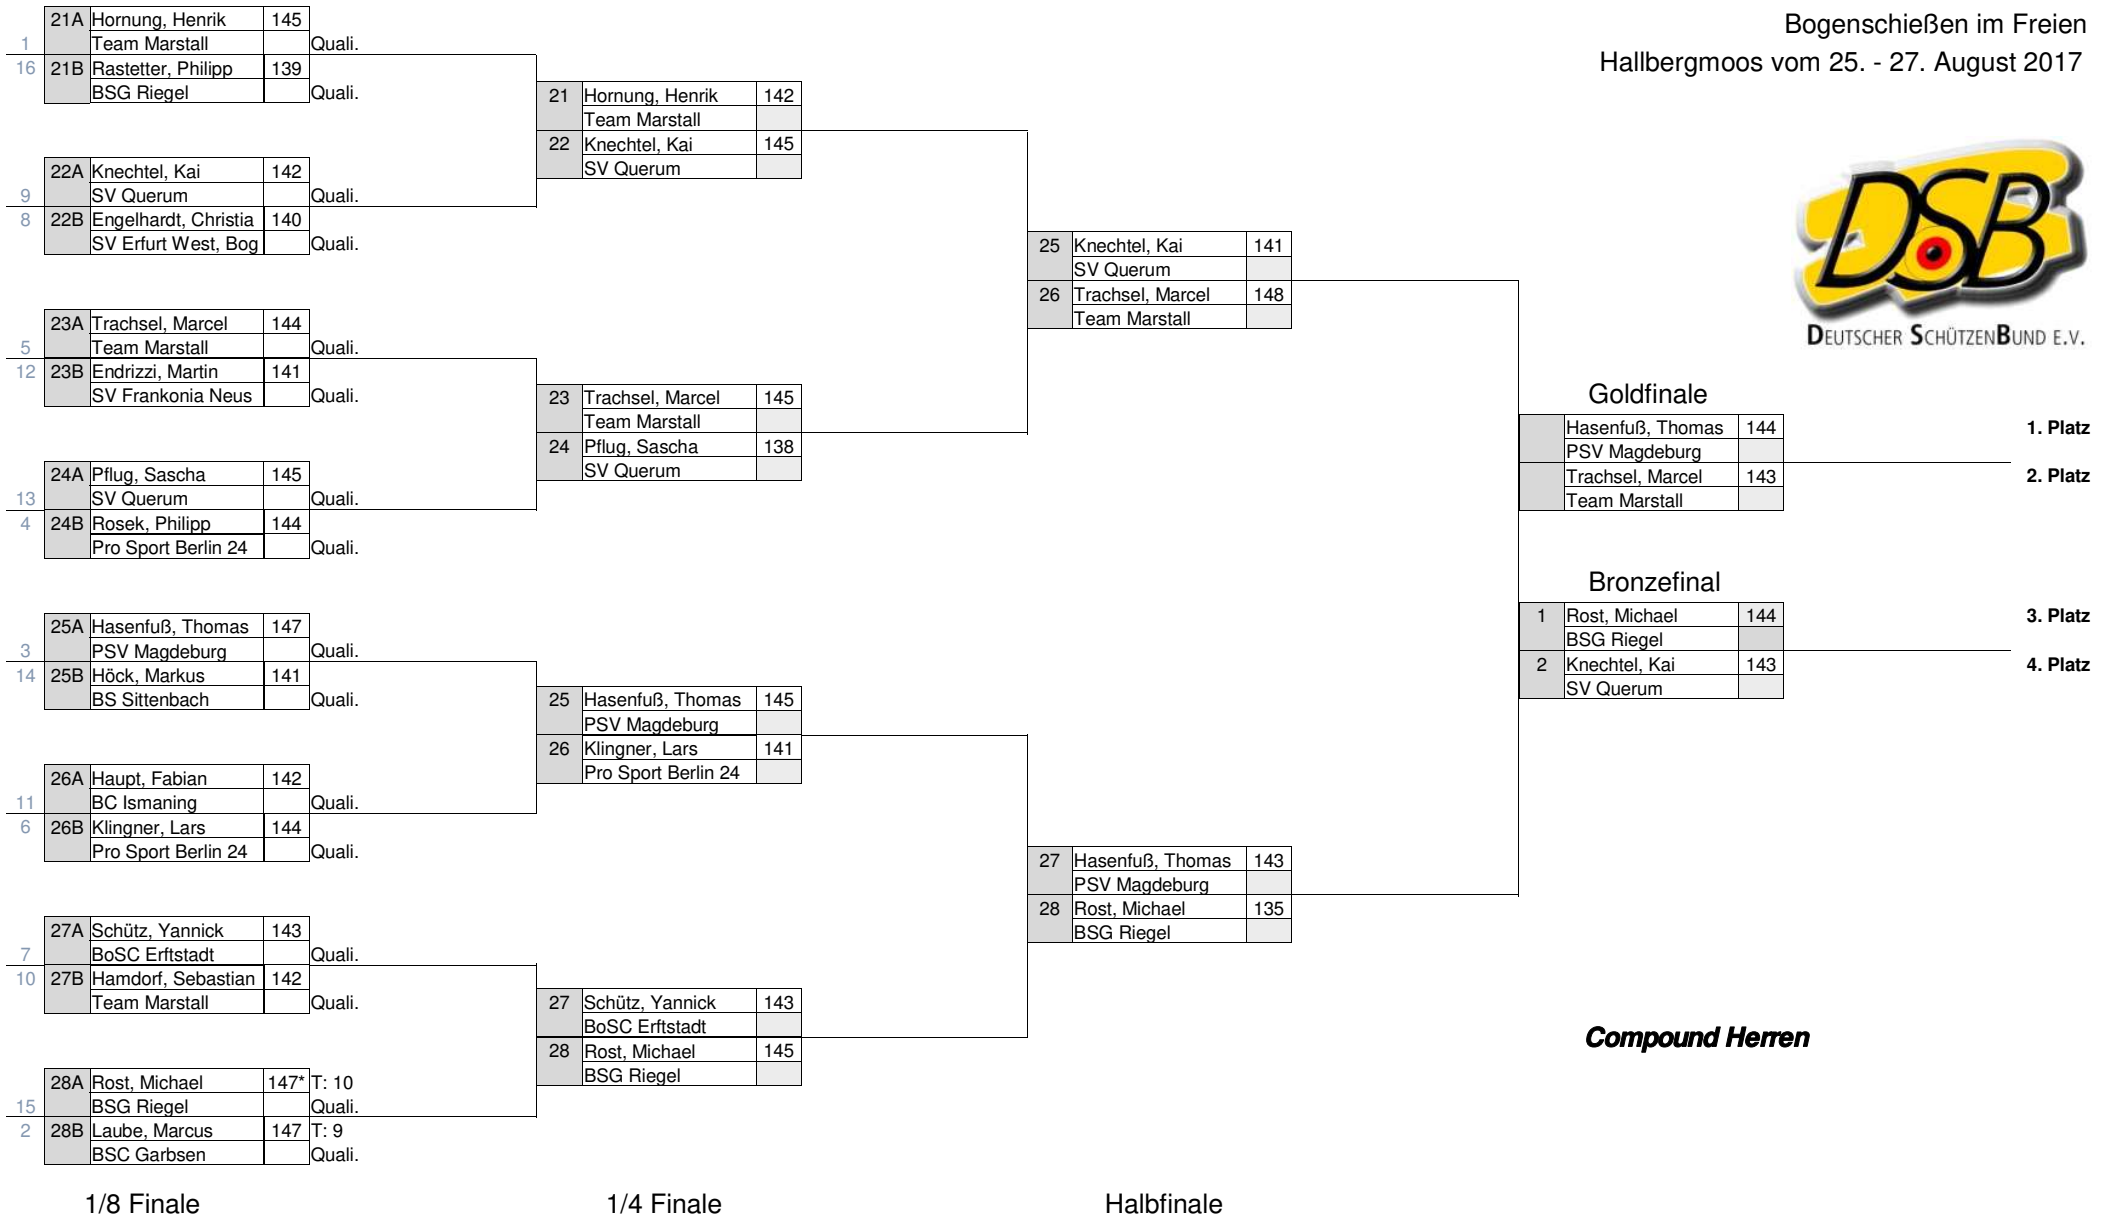 Bogenschießen im Freien
Hallbergmoos vom 25. - 27. August 2017
21A Hornung, Henrik 145
1 Team Marstall Quali.
16 21B Rastetter, Philipp 139
BSG Riegel Quali.
22A Knechtel, Kai 142
9 SV Querum Quali.
8 22B Engelhardt, Christia 140
SV Erfurt West, Bog Quali.
23A Trachsel, Marcel 144
5 Team Marstall Quali.
12 23B Endrizzi, Martin 141
SV Frankonia Neus Quali.
24A Pflug, Sascha 145
13 SV Querum Quali.
4 24B Rosek, Philipp 144
Pro Sport Berlin 24 Quali.
25A Hasenfuß, Thomas 147
3 PSV Magdeburg Quali.
14 25B Höck, Markus 141
BS Sittenbach Quali.
26A Haupt, Fabian 142
11 BC Ismaning Quali.
6 26B Klingner, Lars 144
Pro Sport Berlin 24 Quali.
27A Schütz, Yannick 143
7 BoSC Erftstadt Quali.
10 27B Hamdorf, Sebastian 142
Team Marstall Quali.
28A Rost, Michael 147* T: 10
15 BSG Riegel Quali.
2 28B Laube, Marcus 147 T: 9
BSC Garbsen Quali.
1/8 Finale
21 Hornung, Henrik 142
Team Marstall
22 Knechtel, Kai 145
SV Querum
23 Trachsel, Marcel 145
Team Marstall
24 Pflug, Sascha 138
SV Querum
25 Hasenfuß, Thomas 145
PSV Magdeburg
26 Klingner, Lars 141
Pro Sport Berlin 24
27 Schütz, Yannick 143
BoSC Erftstadt
28 Rost, Michael 145
BSG Riegel
1/4 Finale
25 Knechtel, Kai 141
SV Querum
26 Trachsel, Marcel 148
Team Marstall
27 Hasenfuß, Thomas 143
PSV Magdeburg
28 Rost, Michael 135
BSG Riegel
Halbfinale
DSB
DEUTSCHER SCHÜTZENBUND E.V.
Goldfinale
Hasenfuß, Thomas 144 1. Platz
PSV Magdeburg
Trachsel, Marcel 143 2. Platz
Team Marstall
Bronzefinal
1 Rost, Michael 144 3. Platz
BSG Riegel
2 Knechtel, Kai 143 4. Platz
SV Querum
Compound Herren